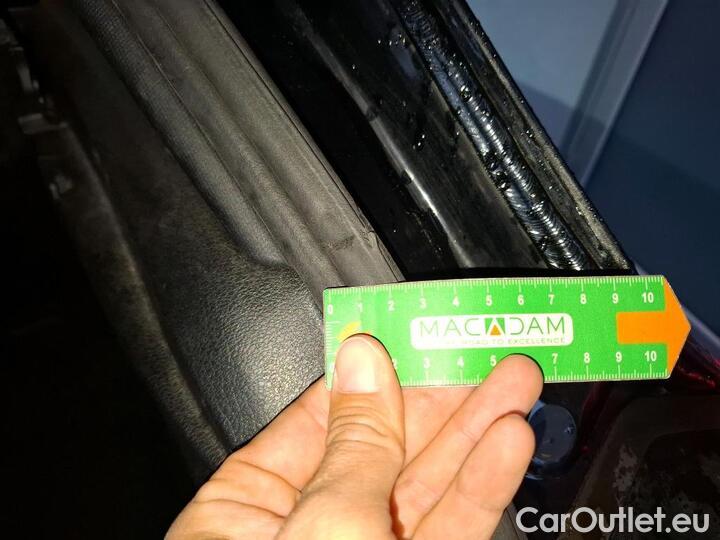 0 1 2 3 4 5 6 7 8 9 10
MACADAM
ROAD TO EXCELLENCE
2 3 4 5 7 8 9 10
CarOutlet.eu